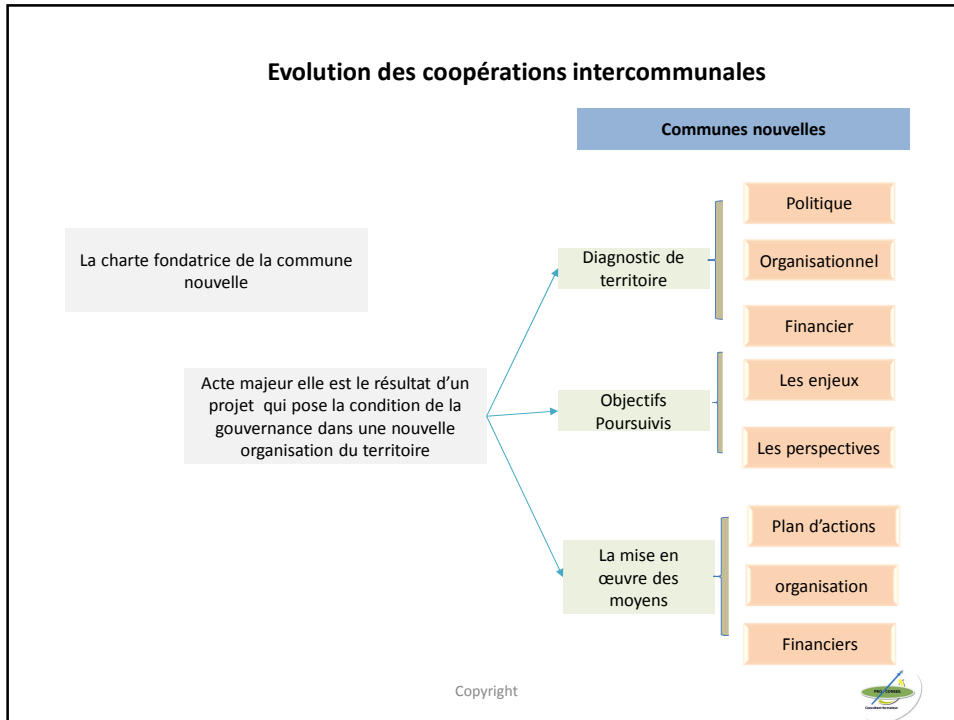 Evolution des coopérations intercommunales
Communes nouvelles
La charte fondatrice de la commune
nouvelle
Acte majeur elle est le résultat d’un
projet qui pose la condition de la
gouvernance dans une nouvelle
organisation du territoire
Diagnostic de
territoire
Politique
Organisationnel
Financier
Objectifs
Poursuivis
Les enjeux
Les perspectives
La mise en
œuvre des
moyens
Plan d’actions
organisation
Financiers
Copyright